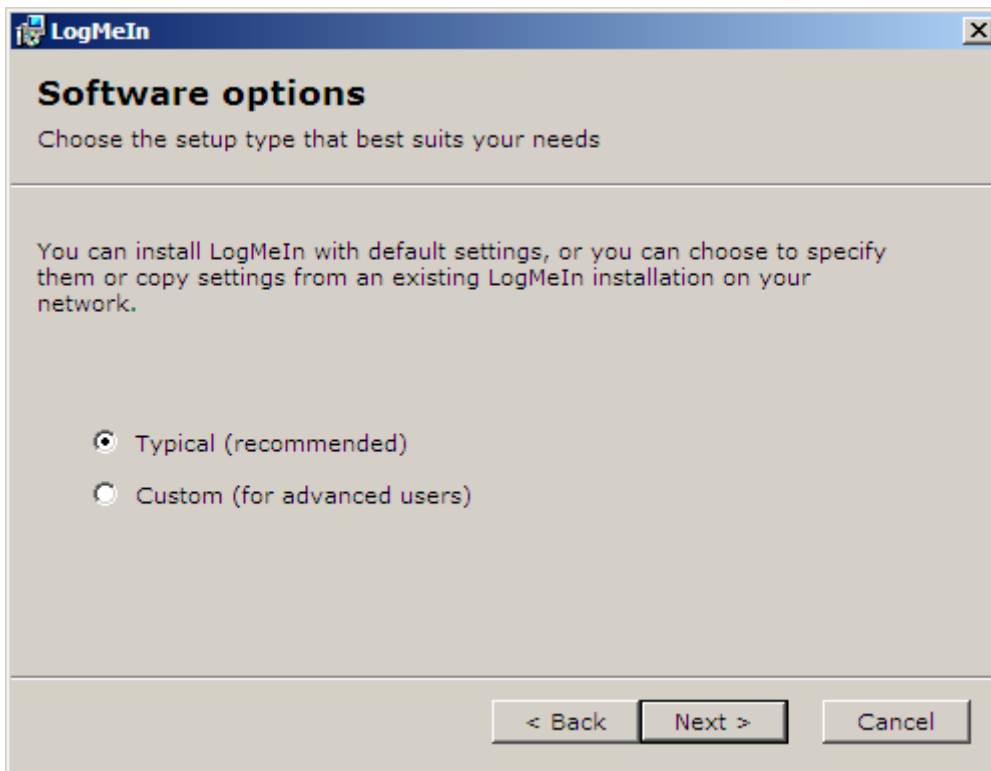 LogMeIn
Software options
Choose the setup type that best suits your needs
You can install LogMeIn with default settings, or you can choose to specify
them or copy settings from an existing LogMeIn installation on your
network.
Typical (recommended)
Custom (for advanced users)
< Back Next > Cancel